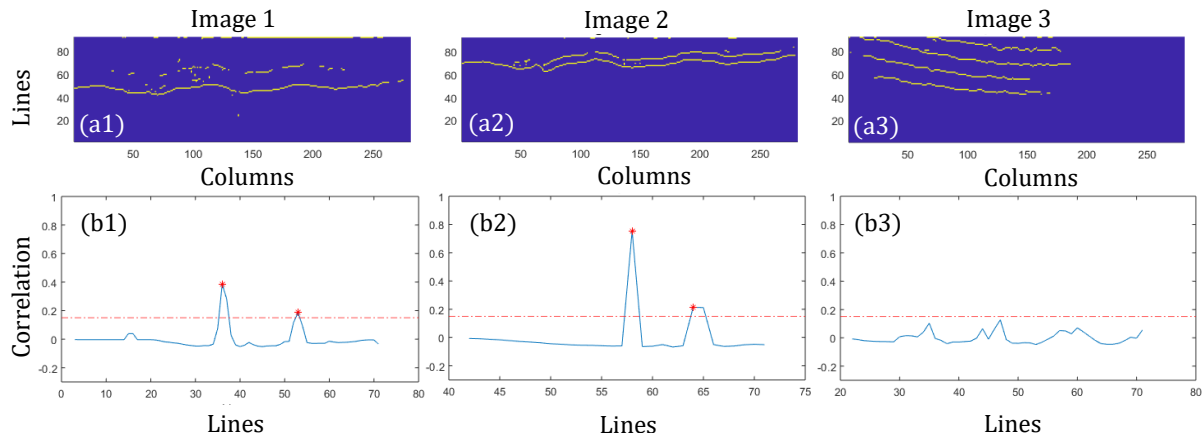 Image 1 Image 2 Image 3
Lines
80 60 40 20
(a1)
50 100 150 200 250
Columns
80 60 40 20
(a2)
50 100 150 200 250
Columns
80 60 40 20
(a3)
50 100 150 200 250
Columns
Correlation
1 0.8 0.6 0.4 0.2 0 -0.2
(b1)
0 10 20 30 40 50 60 70 80
Lines
1 0.8 0.6 0.4 0.2 0 -0.2
(b2)
40 45 50 55 60 65 70 75
Lines
1 0.8 0.6 0.4 0.2 0 -0.2
(b3)
20 30 40 50 60 70 80
Lines